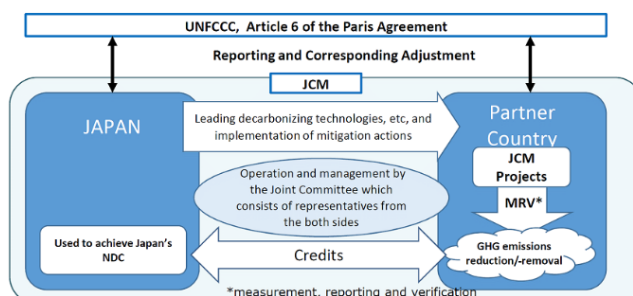 UNFCCC, Article 6 of the Paris Agreement
Reporting and Corresponding Adjustment
JCM
JAPAN
Leading decarbonizing technologies, etc, and
implementation of mitigation actions
Partner
Country
JCM
Projects
MRV*
Operation and management by
the Joint Committee which
consists of representatives from
the both sides
Used to achieve Japan's
NDC
Credits
GHG emissions
reduction/-removal
*measurement, reporting and verification